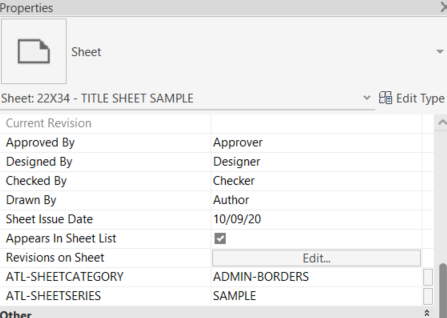 Properties
Sheet
Sheet: 22X34 - TITLE SHEET SAMPLE Edit Type
Current Revision
Approved By Approver
Designed By Designer
Checked By Checker
Drawn By Author
Sheet Issue Date 10/09/20
Appears In Sheet List
Revisions on Sheet Edit...
ATL-SHEETCATEGORY ADMIN-BORDERS
ATL-SHEETSERIES SAMPLE
Other